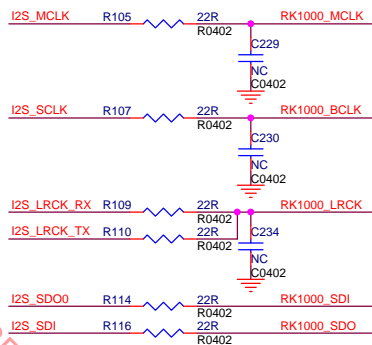 I2S_MCLK R105 22R RK1000_MCLK
R0402
C229
NC
C0402
I2S_SCLK R107 22R RK1000_BCLK
R0402
C230
NC
C0402
I2S_LRCK_RX R109 22R RK1000_LRCK
R0402
I2S_LRCK_TX R110 22R C234
R0402
NC
C0402
I2S_SDO0 R114 22R RK1000_SDI
R0402
I2S_SDI R116 22R RK1000_SDO
R0402